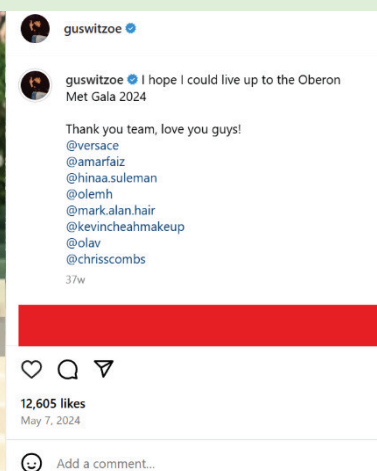 guswitzoe
guswitzoe I hope I could live up to the Oberon
Met Gala 2024
Thank you team, love you guys!
@versace
@amarfaiz
@hinaa.suleman
@olemh
@mark.alan.hair
@kevincheahmakeup
@olav
@chrisscombs
37w
12,605 likes
May 7, 2024
Add a comment...